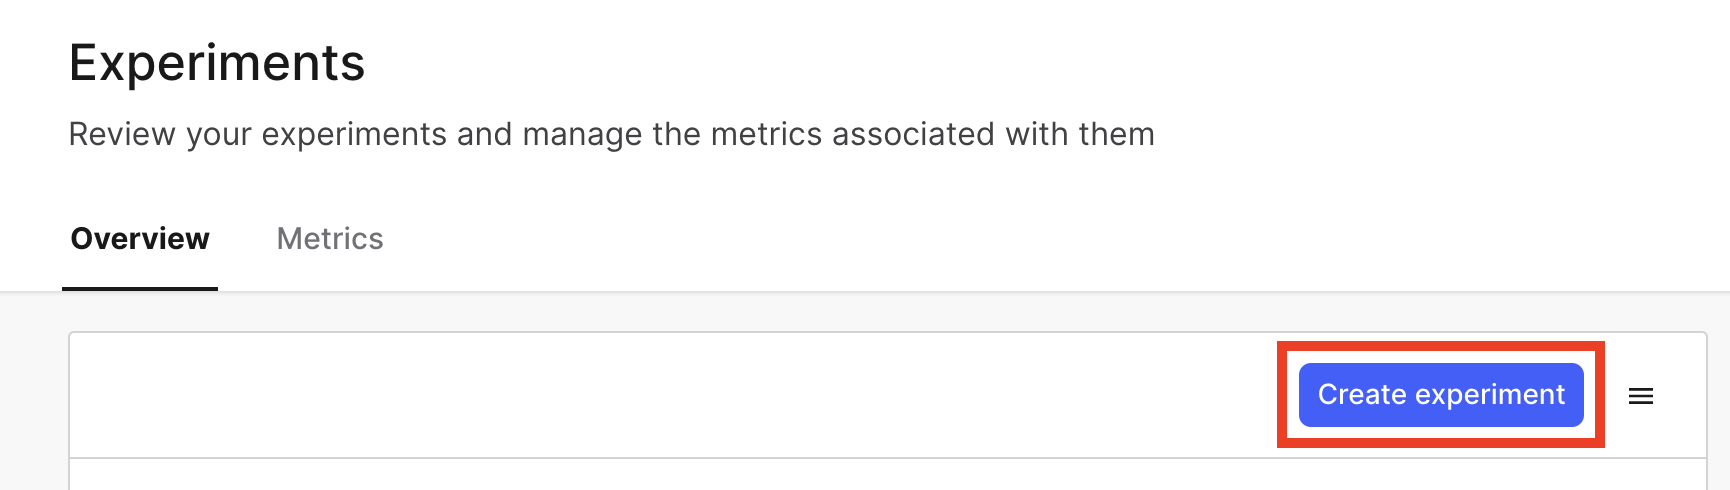 Experiments
Review your experiments and manage the metrics associated with them
Overview Metrics
Create experiment